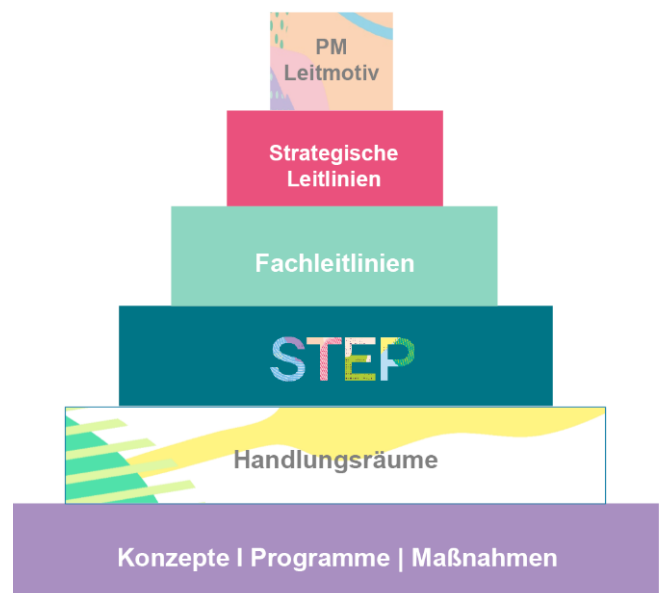 PM
Leitmotiv
Strategische
Leitlinien
Fachleitlinien
STEP
Handlungsräume
Konzepte I Programme | Maßnahmen